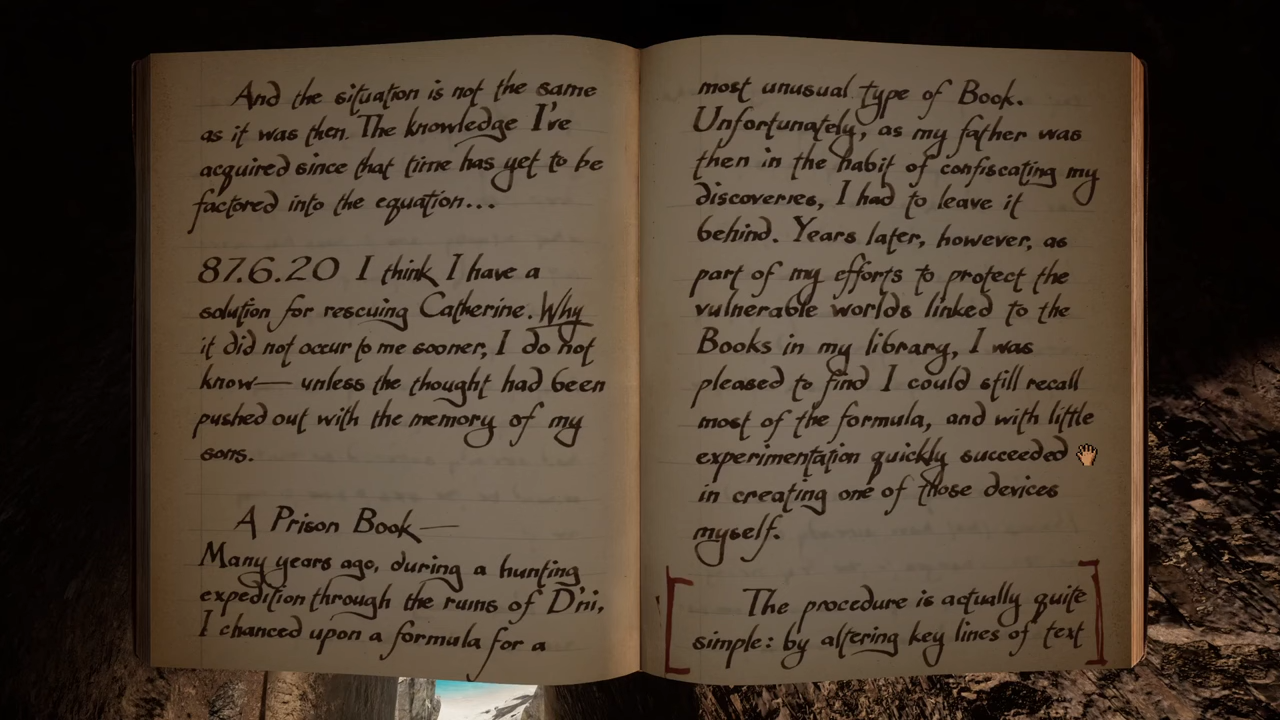 And the situation is not the same
as it was then. The knowledge I've
acquired since that time has yet to be
factored into the equation...
87.6.20 I think I have a
solution for rescuing Catherine. Why
it did not occur to me sooner, I do not
know— unless the thought had been
pushed out with the memory of my
sons.
A Prison Book—
Many years ago, during a hunting
expedition through the ruins of D'ni,
I chanced upon a formula for a
most unusual type of Book.
Unfortunately, as my father was
then in the habit of confiscating my
discoveries, I had to leave it
behind. Years later, however, as
part of my efforts to protect the
vulnerable worlds linked to the
Books in my library, I was
pleased to find I could still recall
most of the formula, and with little
experimentation quickly succeeded
in creating one of those devices
myself.
The procedure is actually quite
simple: by altering key lines of text